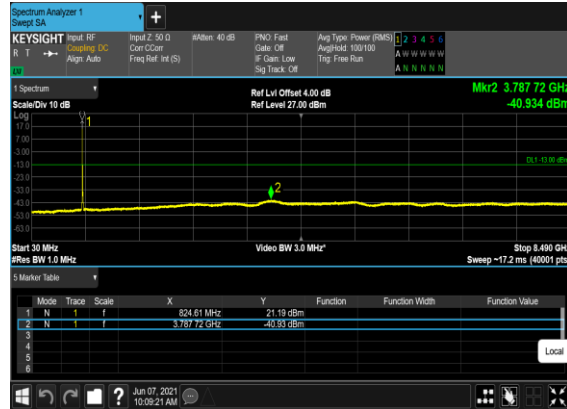 Spectrum Analyzer 1
Swept SA
+
KEYSIGHT Input: RF Input Z: 50 Ω #Atten: 40 dB PNO: Fast Avg Type: Power (RMS) 1 2 3 4 5 6
R T Coupling: DC Corr CCorr Gate: Off Avg|Hold: 100/100 A W W W W W
Align: Auto Freq Ref: Int (S) IF Gain: Low Trig: Free Run
Sig Track: Off A N N N N N
1 Spectrum Ref Lvl Offset 4.00 dB Mkr2 3.787 72 GHz
Scale/Div 10 dB Ref Level 27.00 dBm -40.934 dBm
Log
17.0
7.00
-3.00
-13.0 DL1 -13.00 dBm
-23.0
-33.0
-43.0
-53.0
-63.0
1
2
Start 30 MHz Video BW 3.0 MHz* Stop 8.490 GHz
#Res BW 1.0 MHz Sweep ~17.2 ms (40001 pts)
5 Marker Table
Mode Trace Scale X Y Function Function Width Function Value
1 N 1 f 824.61 MHz 21.19 dBm
2 N 1 f 3.787 72 GHz -40.93 dBm
3
4
5
6
Local
? Jun 07, 2021
10:09:21 AM